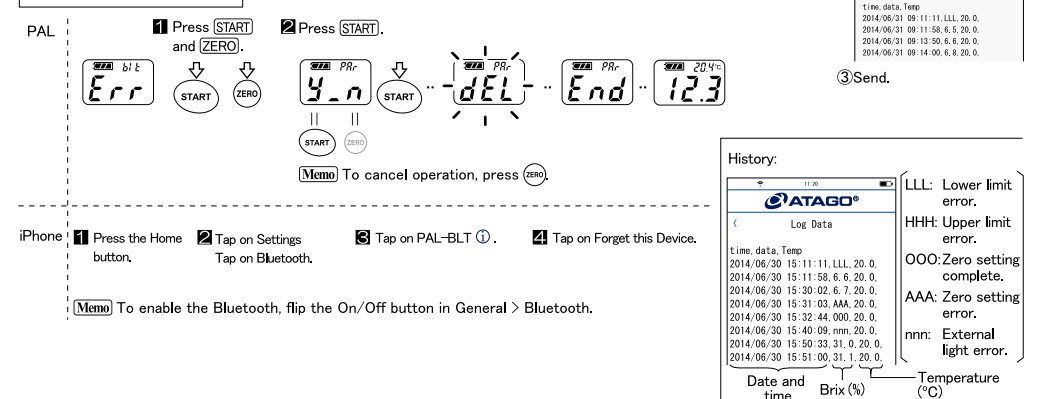 time, data, Temp
2014/06/31 09:11:11, LLL, 20. 0,
2014/06/31 09:11:58, 6. 5, 20. 0,
2014/06/31 09:13:50, 6. 6, 20. 0,
2014/06/31 09:14:00, 6. 8, 20. 0,
③Send.
PAL
1 Press START and ZERO.
2 Press START.
blt
Err
START
ZERO
PAr
y_n
START
START
ZERO
PAr
dEL
PAr
End
20.4°C
12.3
Memo To cancel operation, press ZERO.
iPhone
1 Press the Home
button.
2 Tap on Settings
Tap on Bluetooth.
3 Tap on PAL-BLT ⓘ.
4 Tap on Forget this Device.
Memo To enable the Bluetooth, flip the On/Off button in General > Bluetooth.
History:
11:20
ATAGO®
< Log Data
time, data, Temp
2014/06/30 15:11:11, LLL, 20. 0,
2014/06/30 15:11:58, 6. 6, 20. 0,
2014/06/30 15:30:02, 6. 7, 20. 0,
2014/06/30 15:31:03, AAA, 20. 0,
2014/06/30 15:32:44, 000, 20. 0,
2014/06/30 15:40:09, nnn, 20. 0,
2014/06/30 15:50:33, 31. 0, 20. 0,
2014/06/30 15:51:00, 31. 1, 20. 0,
Date and
time
Brix (%)
Temperature
(°C)
LLL: Lower limit
error.
HHH: Upper limit
error.
OOO: Zero setting
complete.
AAA: Zero setting
error.
nnn: External
light error.